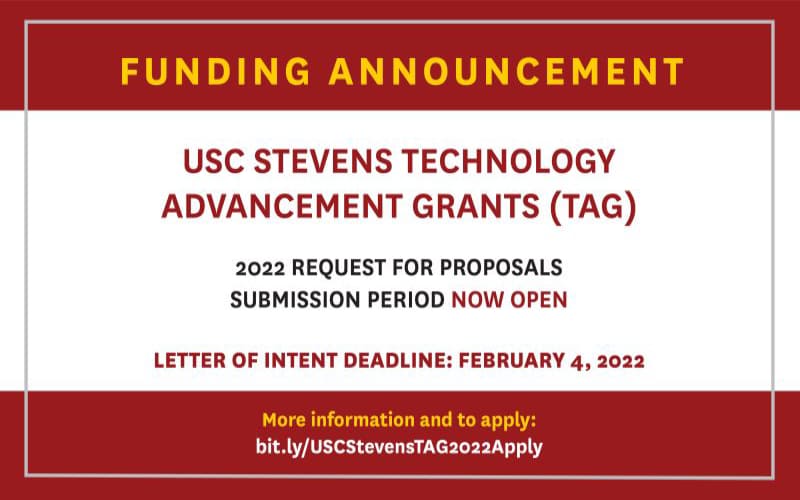 FUNDING ANNOUNCEMENT
USC STEVENS TECHNOLOGY
ADVANCEMENT GRANTS (TAG)
2022 REQUEST FOR PROPOSALS
SUBMISSION PERIOD NOW OPEN
LETTER OF INTENT DEADLINE: FEBRUARY 4, 2022
More information and to apply:
bit.ly/USCStevensTAG2022Apply